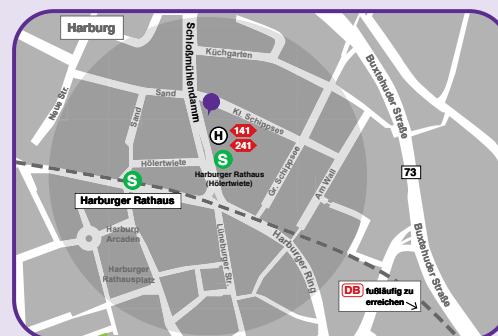 Harburg
Schloßmühlendamm
Küchgarten
Buxtehuder Straße
Neue Str.
Sand
Sand
Kl. Schippsee
H
141
241
S
Harburger Rathaus
(Hölertwiete)
Hölertwiete
Gr. Schippsee
Am Wall
73
S
Harburger Rathaus
Harburg
Arcaden
Lüneburger Str.
Harburger Ring
Buxtehuder Straße
Harburger
Rathausplatz
DB fußläufig zu
erreichen